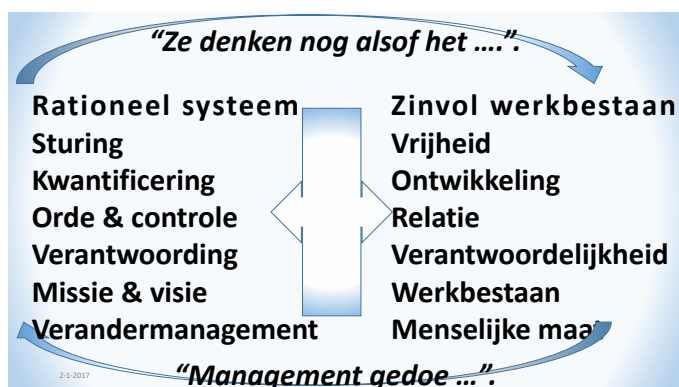 “Ze denken nog alsof het ….”.
Rationeel systeem
Sturing
Kwantificering
Orde & controle
Verantwoording
Missie & visie
Verandermanagement
Zinvol werkbestaan
Vrijheid
Ontwikkeling
Relatie
Verantwoordelijkheid
Werkbestaan
Menselijke maat
2-1-2017
“Management gedoe …”.